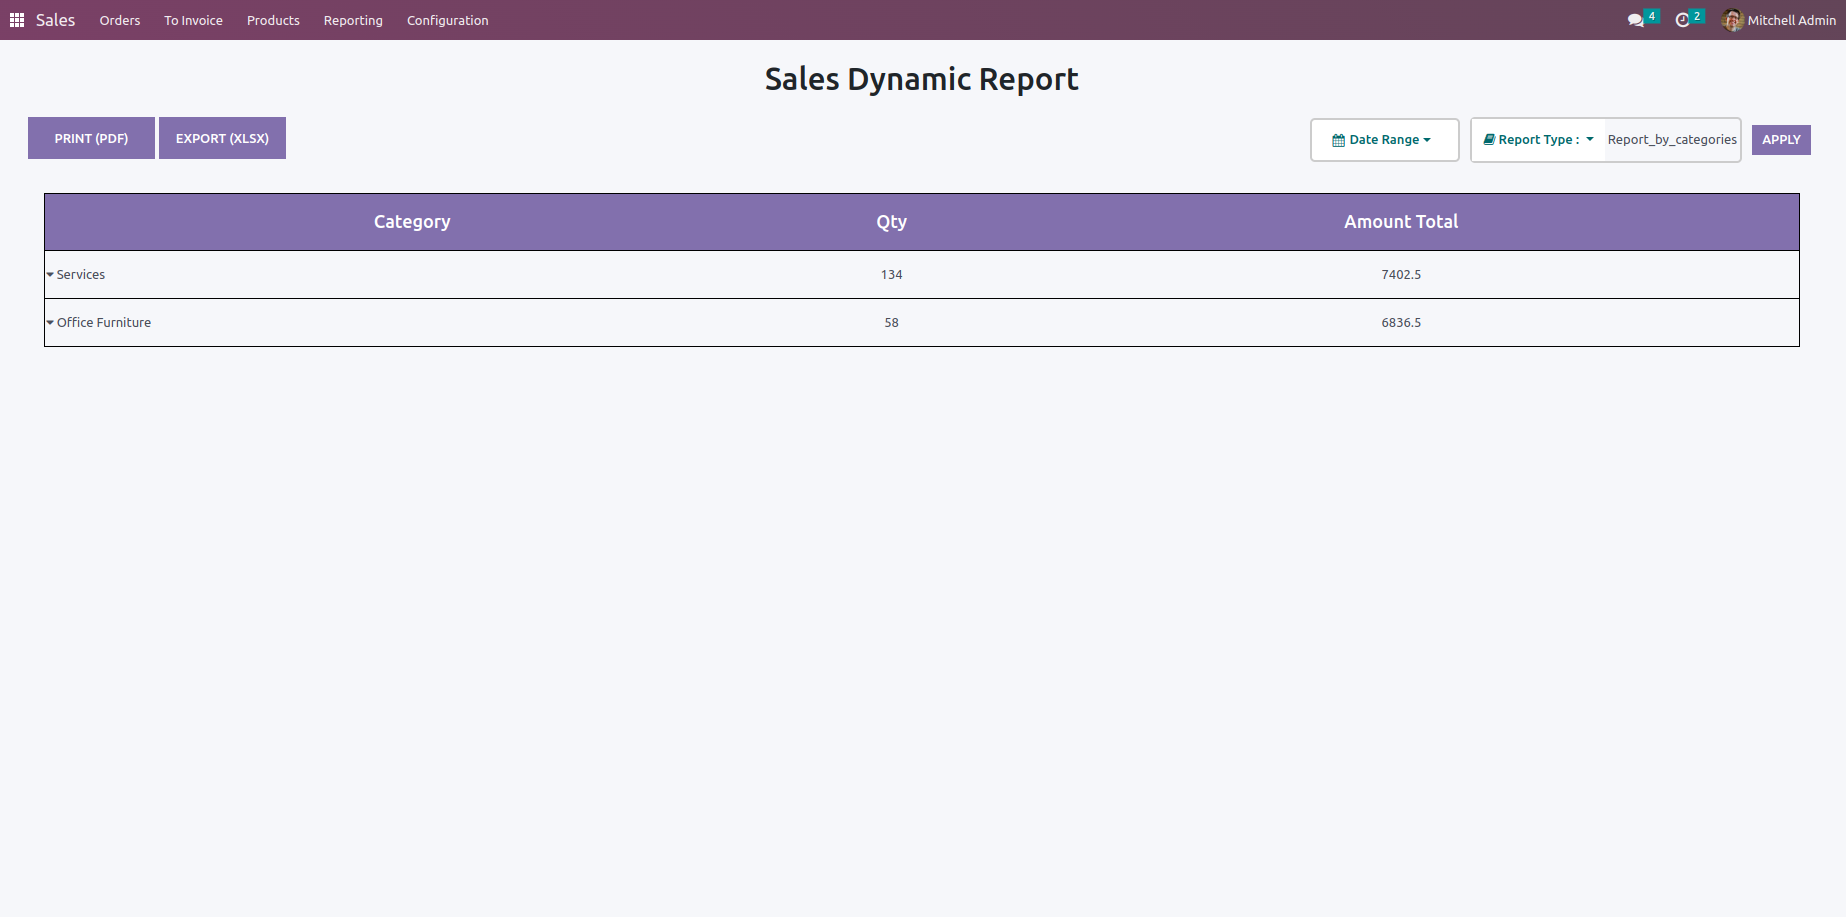 Sales Orders To Invoice Products Reporting Configuration 4 2 Mitchell Admin
Sales Dynamic Report
PRINT (PDF) EXPORT (XLSX) Date Range Report Type : Report_by_categories APPLY
Category Qty Amount Total
Services 134 7402.5
Office Furniture 58 6836.5